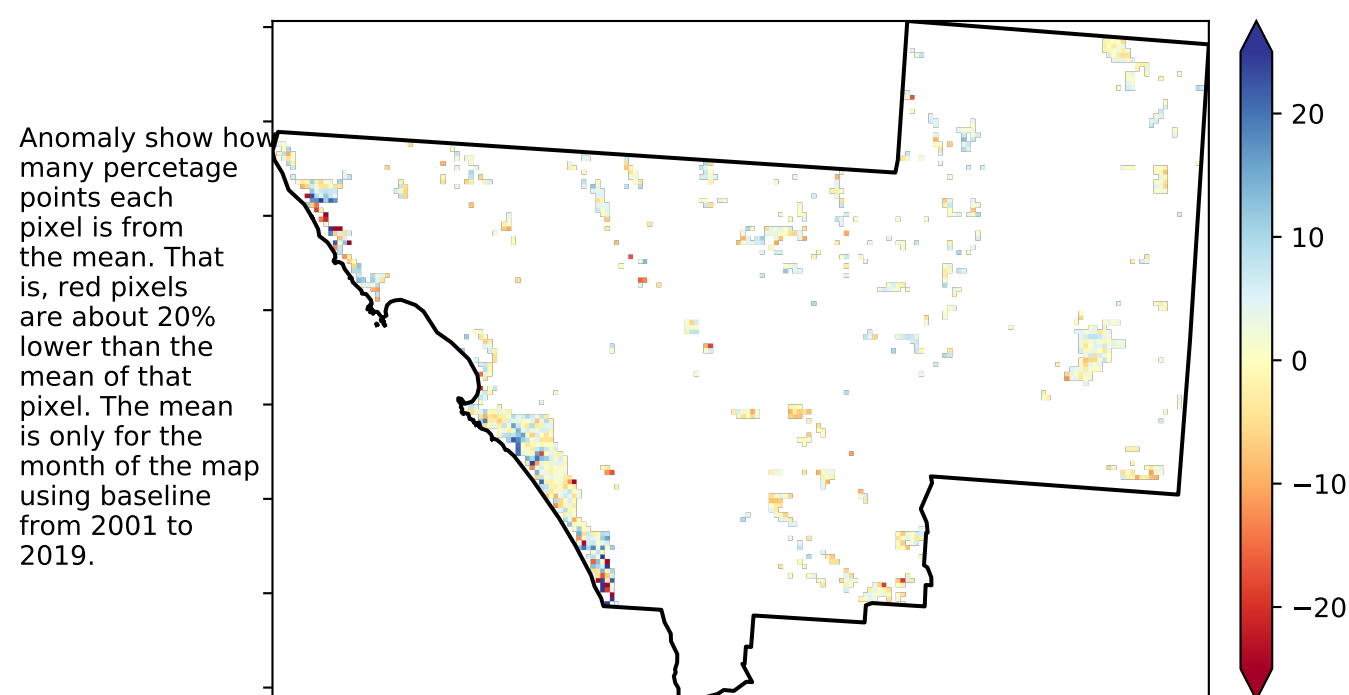 Anomaly show how
many percetage
points each
pixel is from
the mean. That
is, red pixels
are about 20%
lower than the
mean of that
pixel. The mean
is only for the
month of the map
using baseline
from 2001 to
2019.
20
10
0
−10
−20